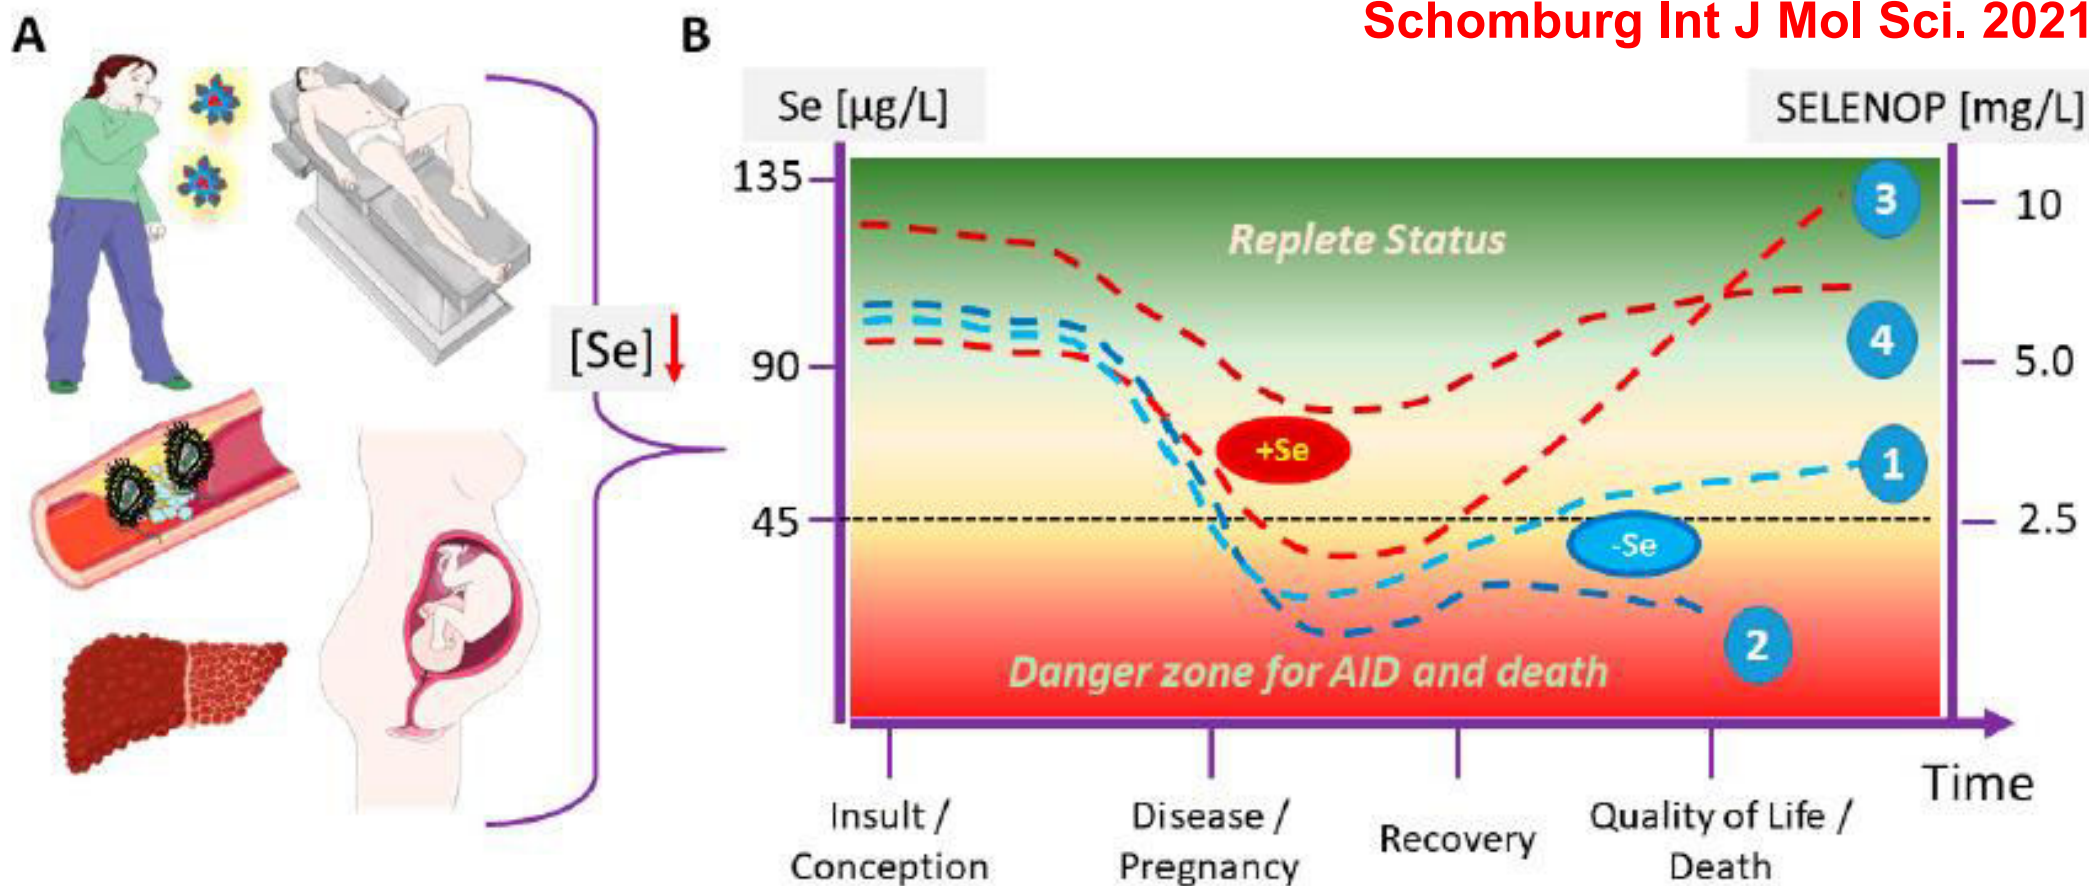 Schomburg Int J Mol Sci. 2021
A
B
[Se]
Se [µg/L]
SELENOP [mg/L]
135
90
45
10
5.0
2.5
Replete Status
3
4
1
2
+Se
-Se
Danger zone for AID and death
Time
Insult /
Conception
Disease /
Pregnancy
Recovery
Quality of Life /
Death